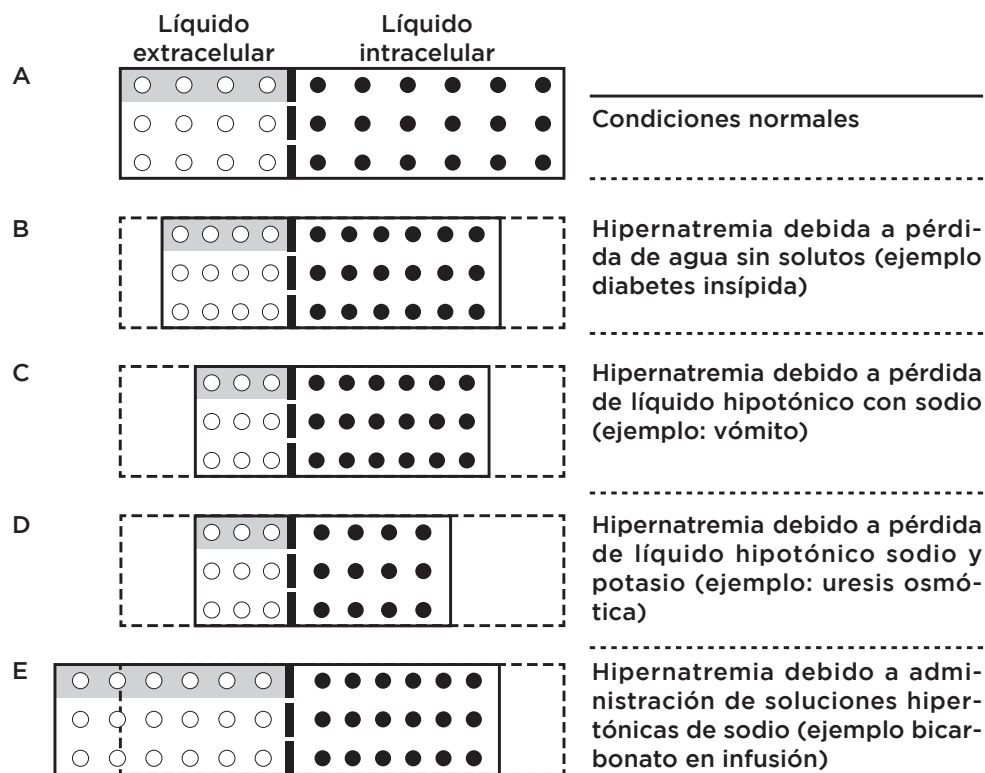 Líquido extracelular
Líquido intracelular
A
Condiciones normales
B
Hipernatremia debida a pérdi-
da de agua sin solutos (ejemplo
diabetes insípida)
C
Hipernatremia debido a pérdida
de líquido hipotónico con sodio
(ejemplo: vómito)
D
Hipernatremia debido a pérdida
de líquido hipotónico sodio y
potasio (ejemplo: uresis osmó-
tica)
E
Hipernatremia debido a admi-
nistración de soluciones hiper-
tónicas de sodio (ejemplo bicar-
bonato en infusión)